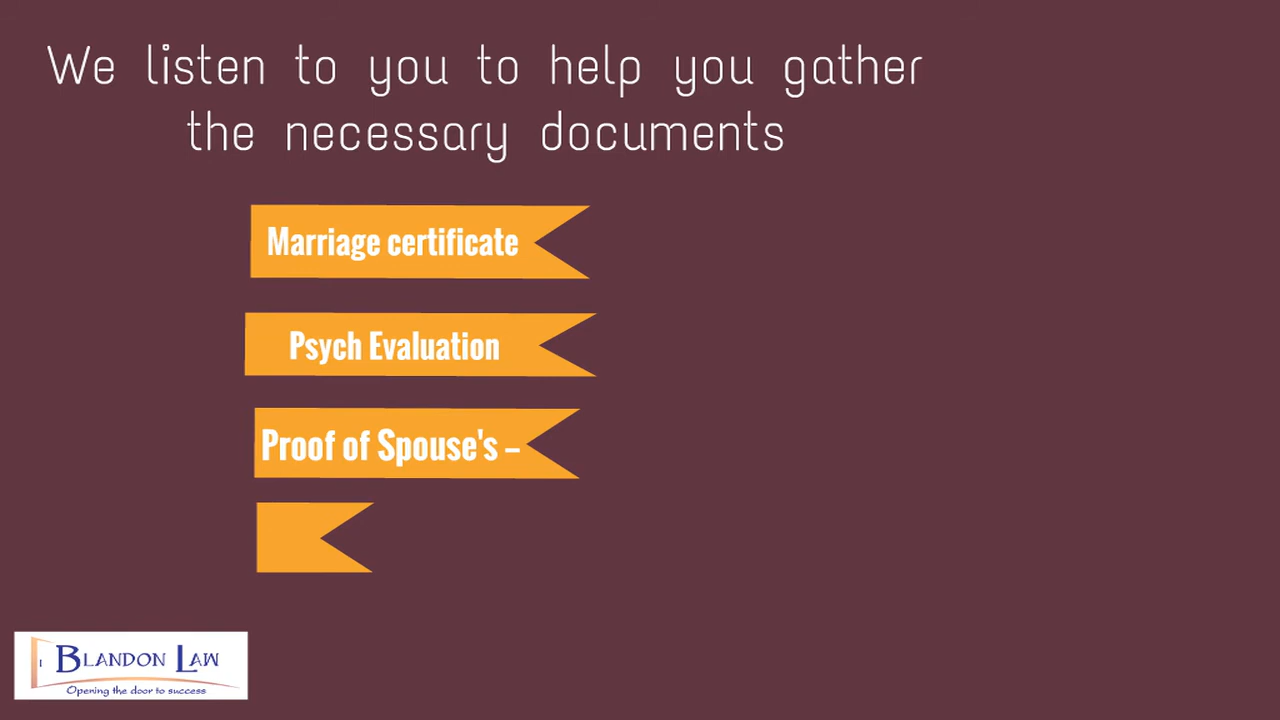 We listen to you to help you gather
the necessary documents
Marriage certificate
Psych Evaluation
Proof of Spouse's –
BLANDON LAW
Opening the door to success